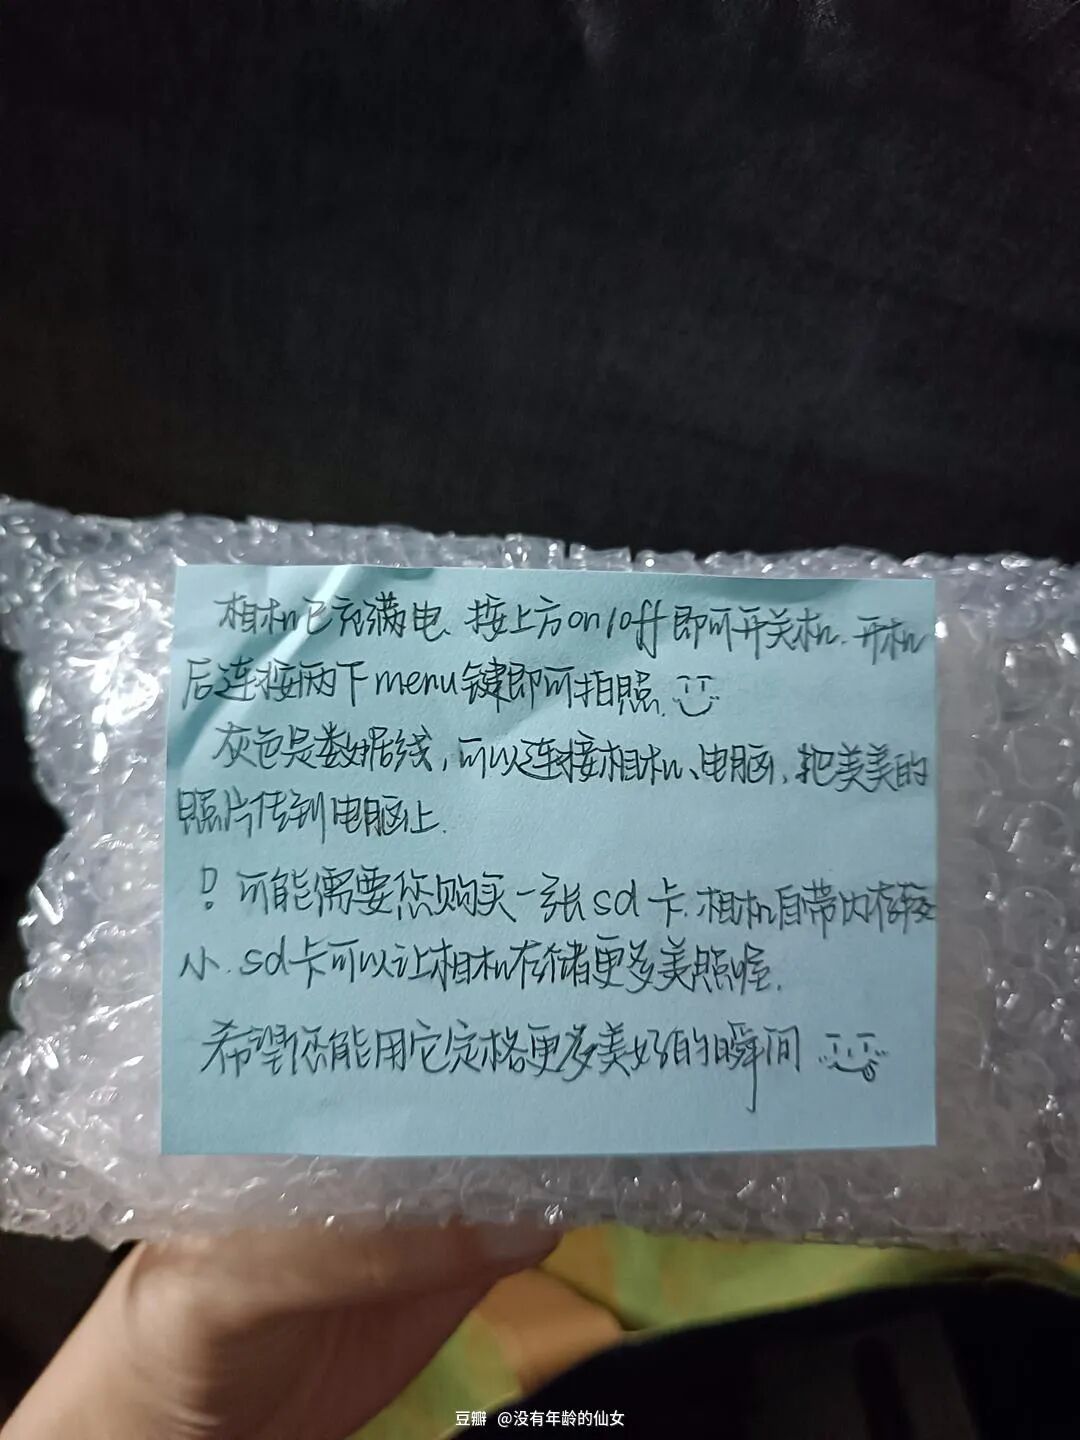 相机已充满电、按上方on/off即可开关机.开机
后连按两下menu键即可拍照.
灰色是数据线,可以连接相机、电脑,把美美的
照片传到电脑上.
! 可能需要您购买一张sd卡.相机自带内存较
小.sd卡可以让相机存储更多美照喔.
希望您能用它定格更多美好的瞬间
豆瓣 @没有年龄的仙女